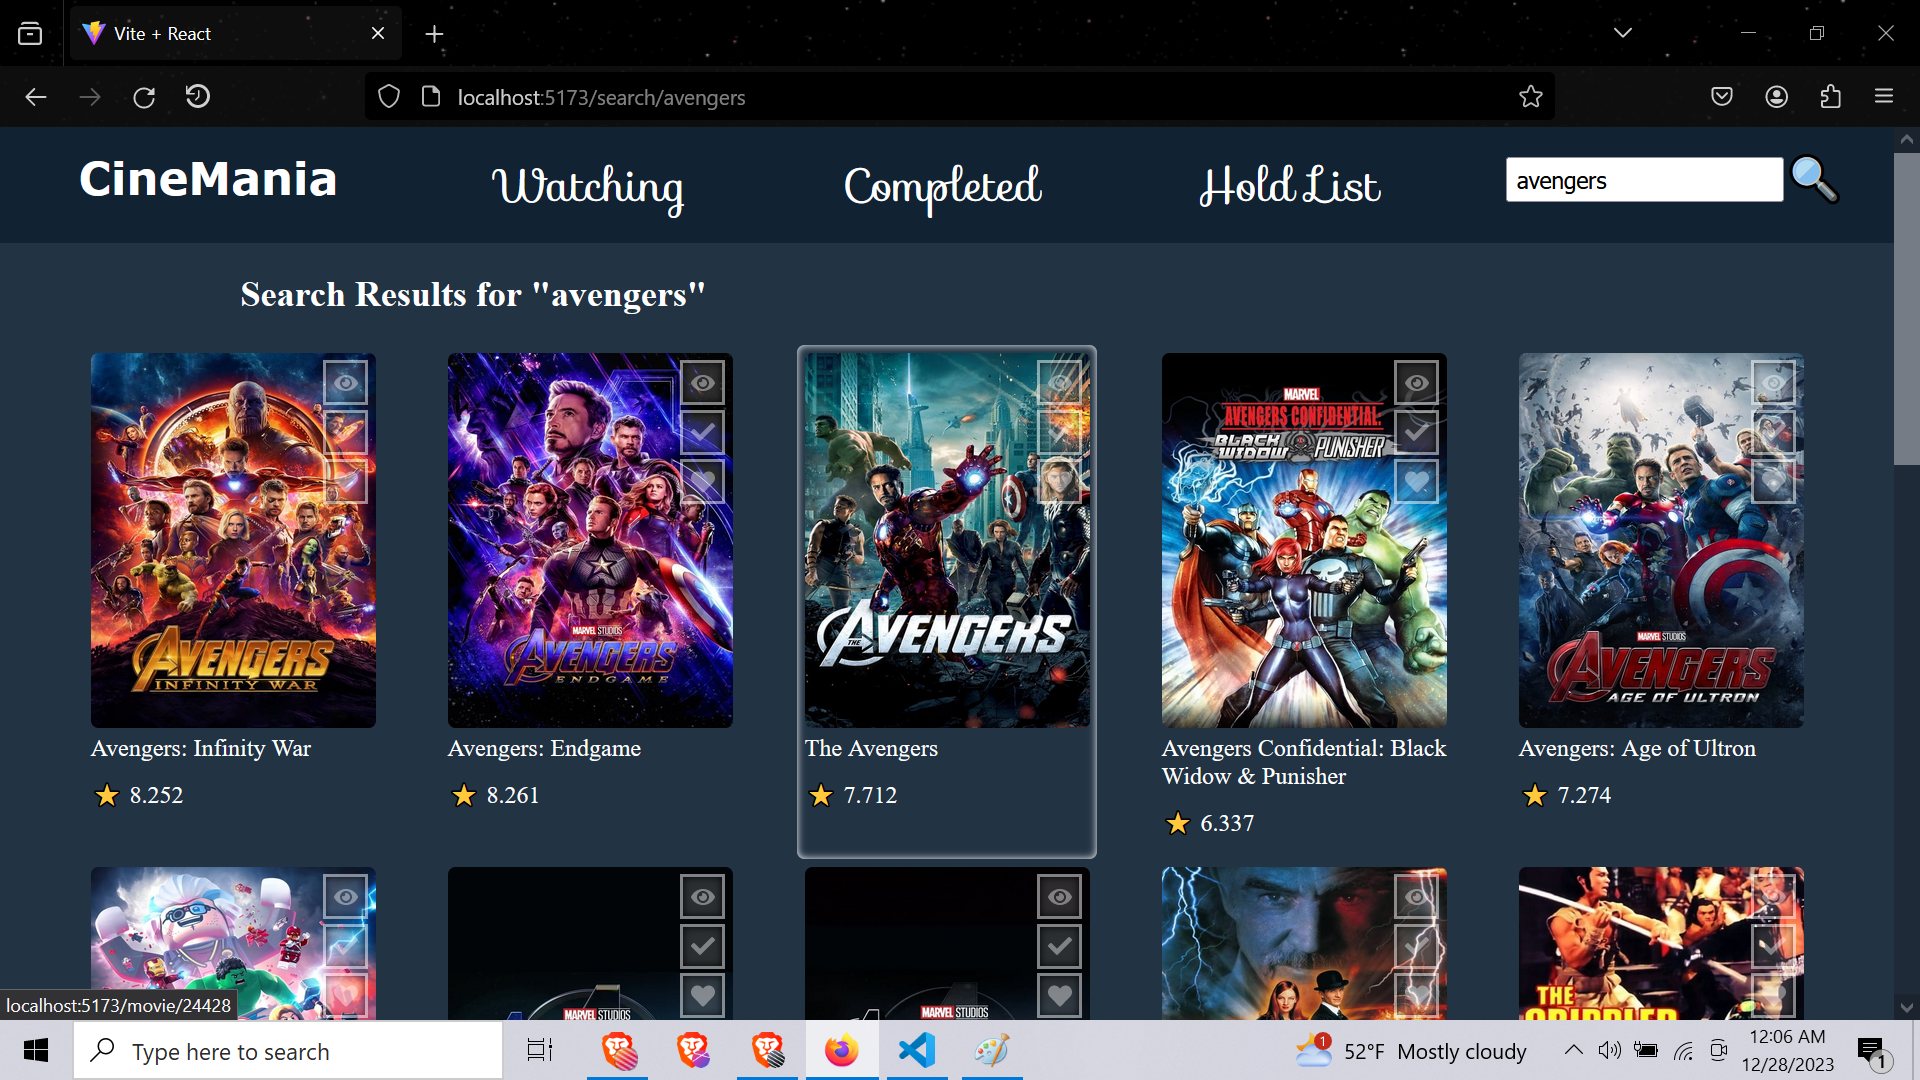 Vite + React
localhost:5173/search/avengers
CineMania
Watching
Completed
Hold List
avengers
Search Results for "avengers"
AVENGERS
INFINITY WAR
Avengers: Infinity War
8.252
MARVEL STUDIOS
AVENGERS
ENDGAME
Avengers: Endgame
8.261
THE AVENGERS
The Avengers
7.712
MARVEL
AVENGERS CONFIDENTIAL:
BLACK WIDOW PUNISHER
Avengers Confidential: Black
Widow & Punisher
6.337
MARVEL STUDIOS
AVENGERS
AGE OF ULTRON
Avengers: Age of Ultron
7.274
MARVEL STUDIOS
MARVEL STUDIOS
THE
CRIPPLED
localhost:5173/movie/24428
Type here to search
1
52°F Mostly cloudy
12:06 AM
12/28/2023
1